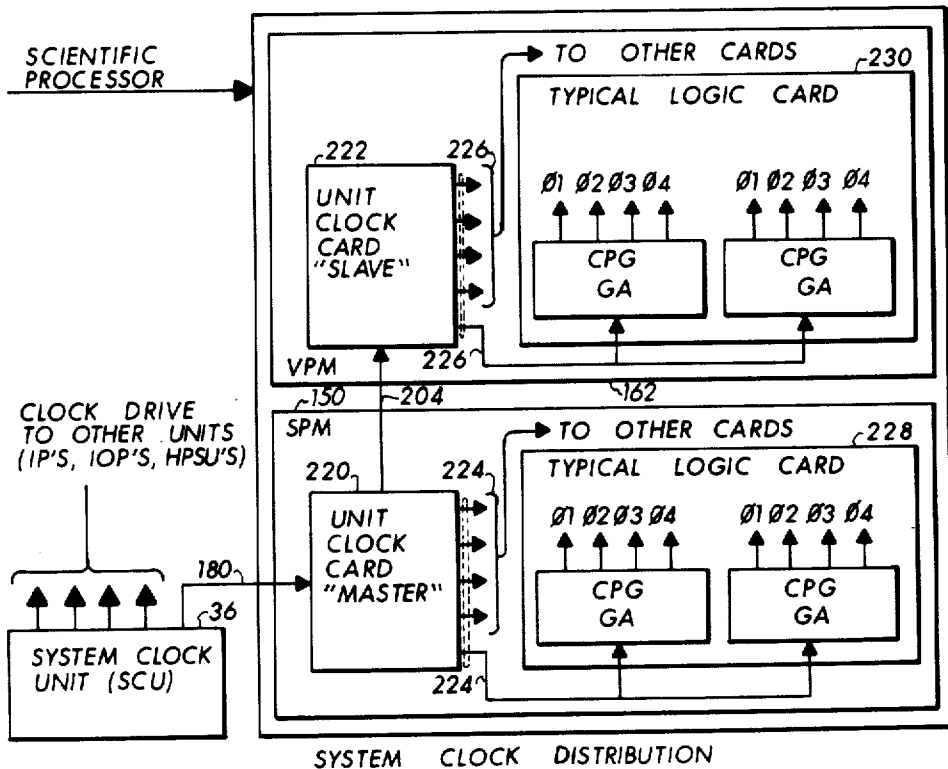 SCIENTIFIC
PROCESSOR
TO OTHER CARDS
230
TYPICAL LOGIC CARD
222
226
UNIT
CLOCK
CARD
"SLAVE"
Ø1 Ø2 Ø3 Ø4
Ø1 Ø2 Ø3 Ø4
CPG
GA
CPG
GA
226
VPM
150
204
162
CLOCK DRIVE
TO OTHER UNITS
(IP'S, IOP'S, HPSU'S)
SPM
TO OTHER CARDS
228
TYPICAL LOGIC CARD
220
224
UNIT
CLOCK
CARD
"MASTER"
Ø1 Ø2 Ø3 Ø4
Ø1 Ø2 Ø3 Ø4
CPG
GA
CPG
GA
180
36
SYSTEM CLOCK
UNIT (SCU)
224
SYSTEM CLOCK DISTRIBUTION